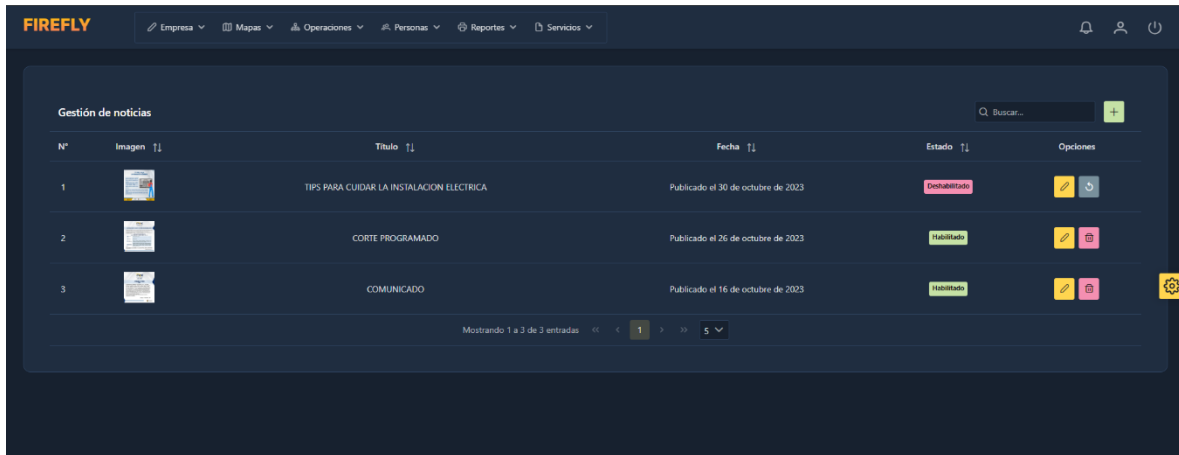 FIREFLY Empresa Mapas Operaciones Personas Reportes Servicios
Gestión de noticias Buscar...
N° Imagen Titulo Fecha Estado Opciones
1 TIPS PARA CUIDAR LA INSTALACION ELECTRICA Publicado el 30 de octubre de 2023 Deshabilitado
2 CORTE PROGRAMADO Publicado el 26 de octubre de 2023 Habilitado
3 COMUNICADO Publicado el 16 de octubre de 2023 Habilitado
Mostrando 1 a 3 de 3 entradas << < 1 > >> 5